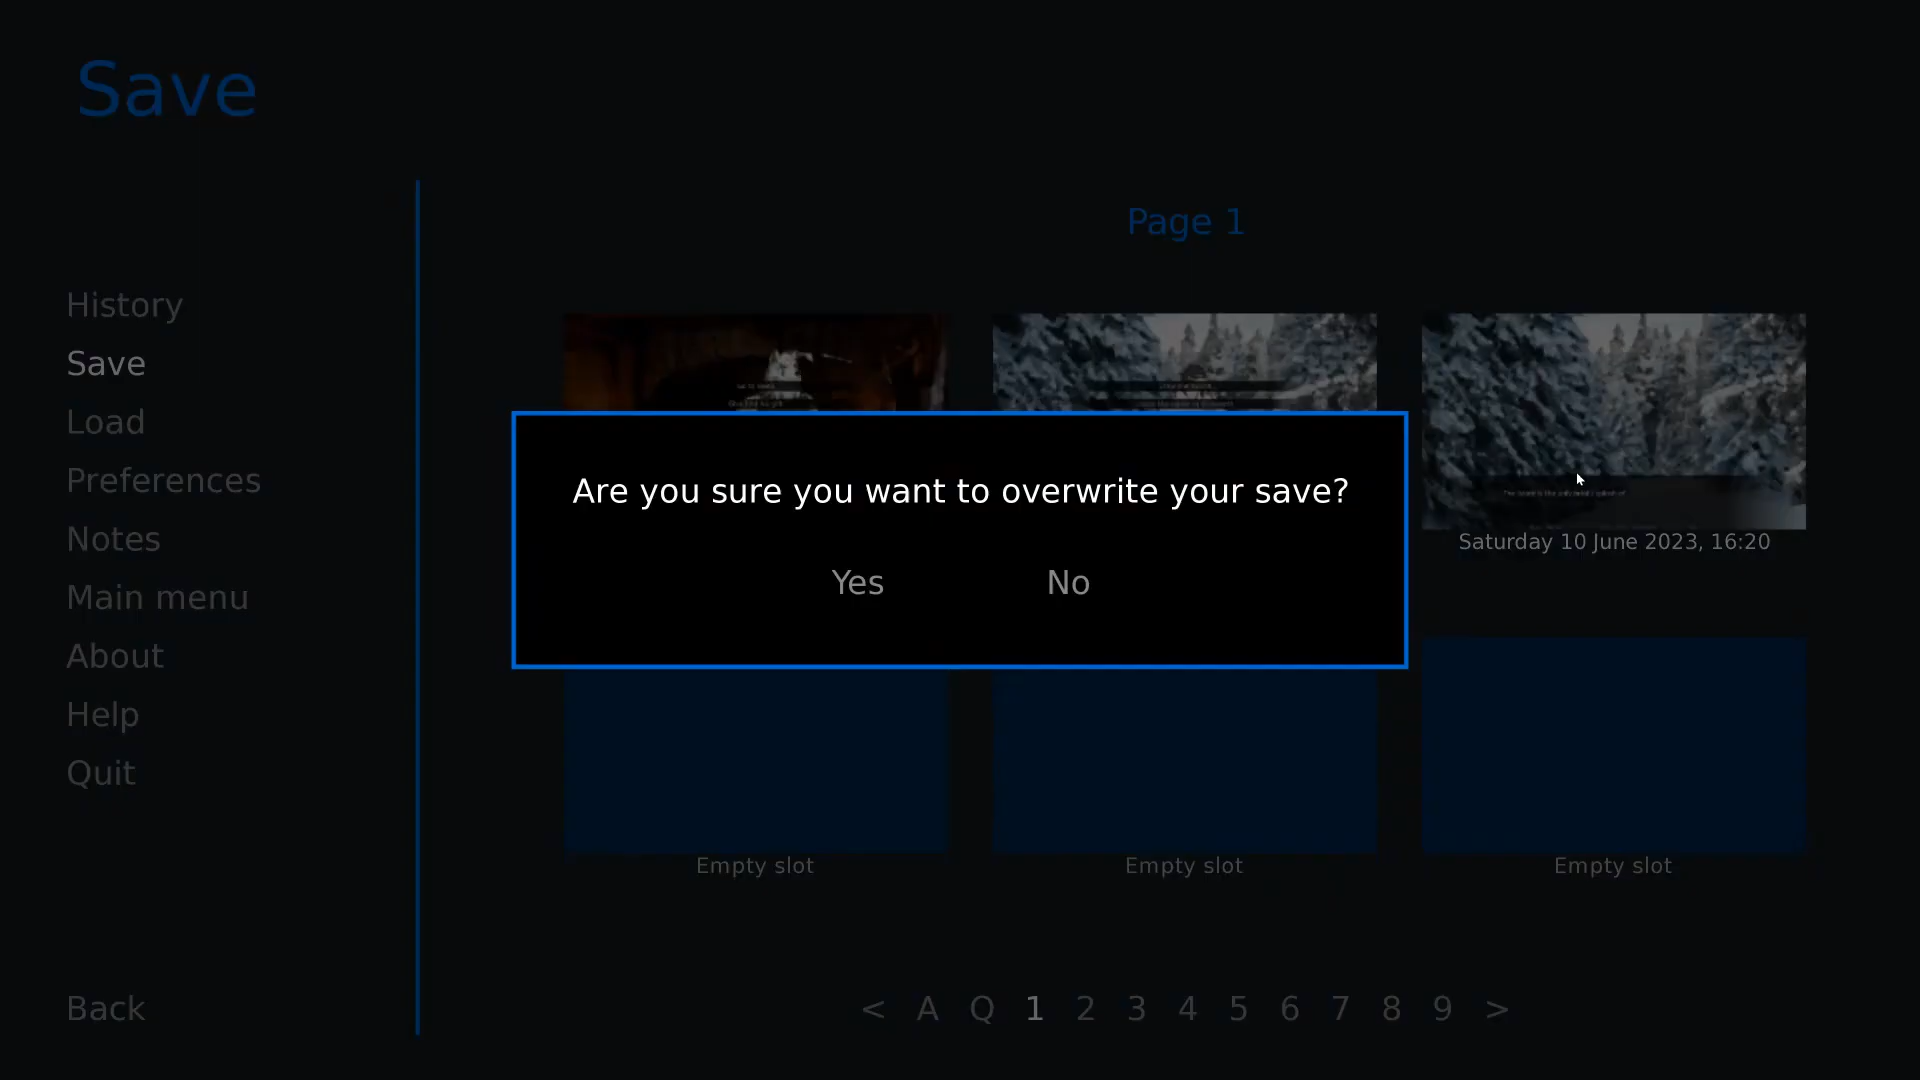 Save
Page 1
History
Save
Load
Preferences
Notes
Main menu
About
Help
Quit
Are you sure you want to overwrite your save?
Yes No
Saturday 10 June 2023, 16:20
Empty slot Empty slot Empty slot
Back
< A Q 1 2 3 4 5 6 7 8 9 >